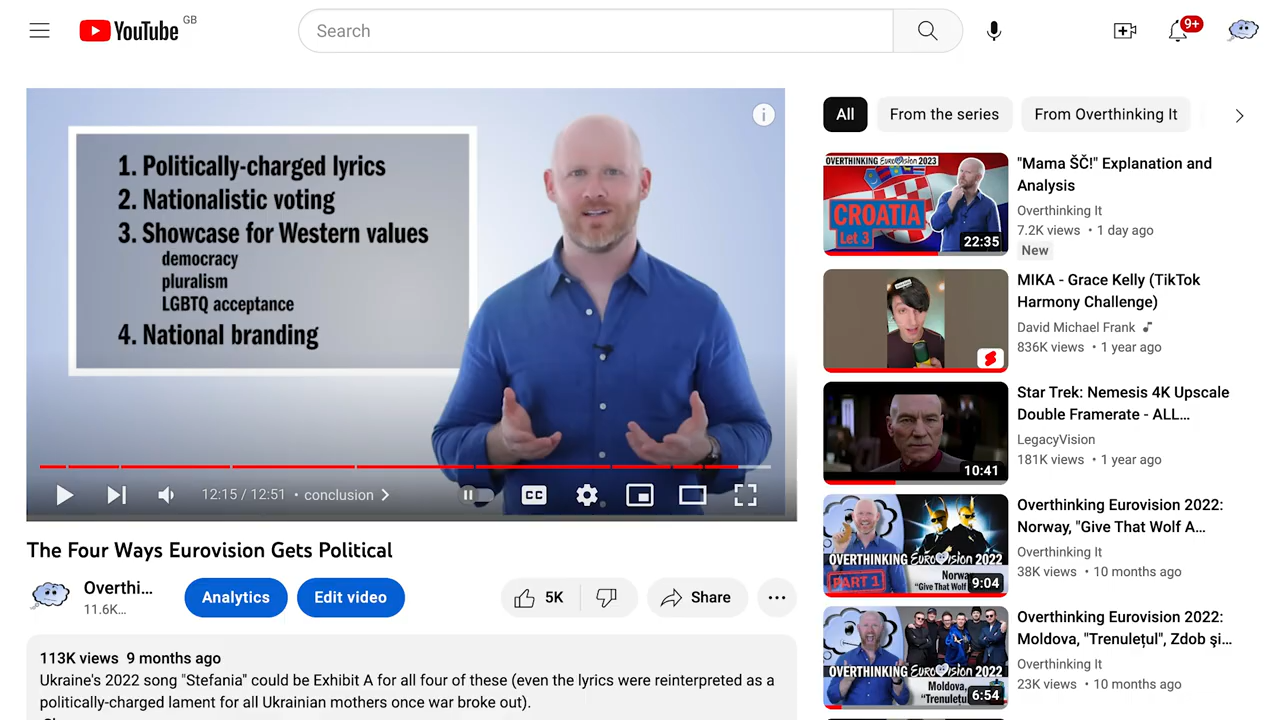 YouTube GB
Search
9+
1. Politically-charged lyrics
2. Nationalistic voting
3. Showcase for Western values
democracy
pluralism
LGBTQ acceptance
4. National branding
12:15 / 12:51 • conclusion
CC
The Four Ways Eurovision Gets Political
Overthi...
11.6K...
Analytics
Edit video
5K
Share
113K views 9 months ago
Ukraine's 2022 song "Stefania" could be Exhibit A for all four of these (even the lyrics were reinterpreted as a
politically-charged lament for all Ukrainian mothers once war broke out).
All
From the series
From Overthinking It
OVERTHINKING EUROVISION 2023
CROATIA
Let 3
22:35
"Mama ŠČ!" Explanation and
Analysis
Overthinking It
7.2K views • 1 day ago
New
MIKA - Grace Kelly (TikTok
Harmony Challenge)
David Michael Frank
836K views • 1 year ago
10:41
Star Trek: Nemesis 4K Upscale
Double Framerate - ALL...
LegacyVision
181K views • 1 year ago
OVERTHINKING EUROVISION 2022
PART 1
Norway
"Give That Wolf
9:04
Overthinking Eurovision 2022:
Norway, "Give That Wolf A...
Overthinking It
38K views • 10 months ago
OVERTHINKING EUROVISION 2022
Moldova,
"Trenulețul"
6:54
Overthinking Eurovision 2022:
Moldova, "Trenulețul", Zdob şi...
Overthinking It
23K views • 10 months ago